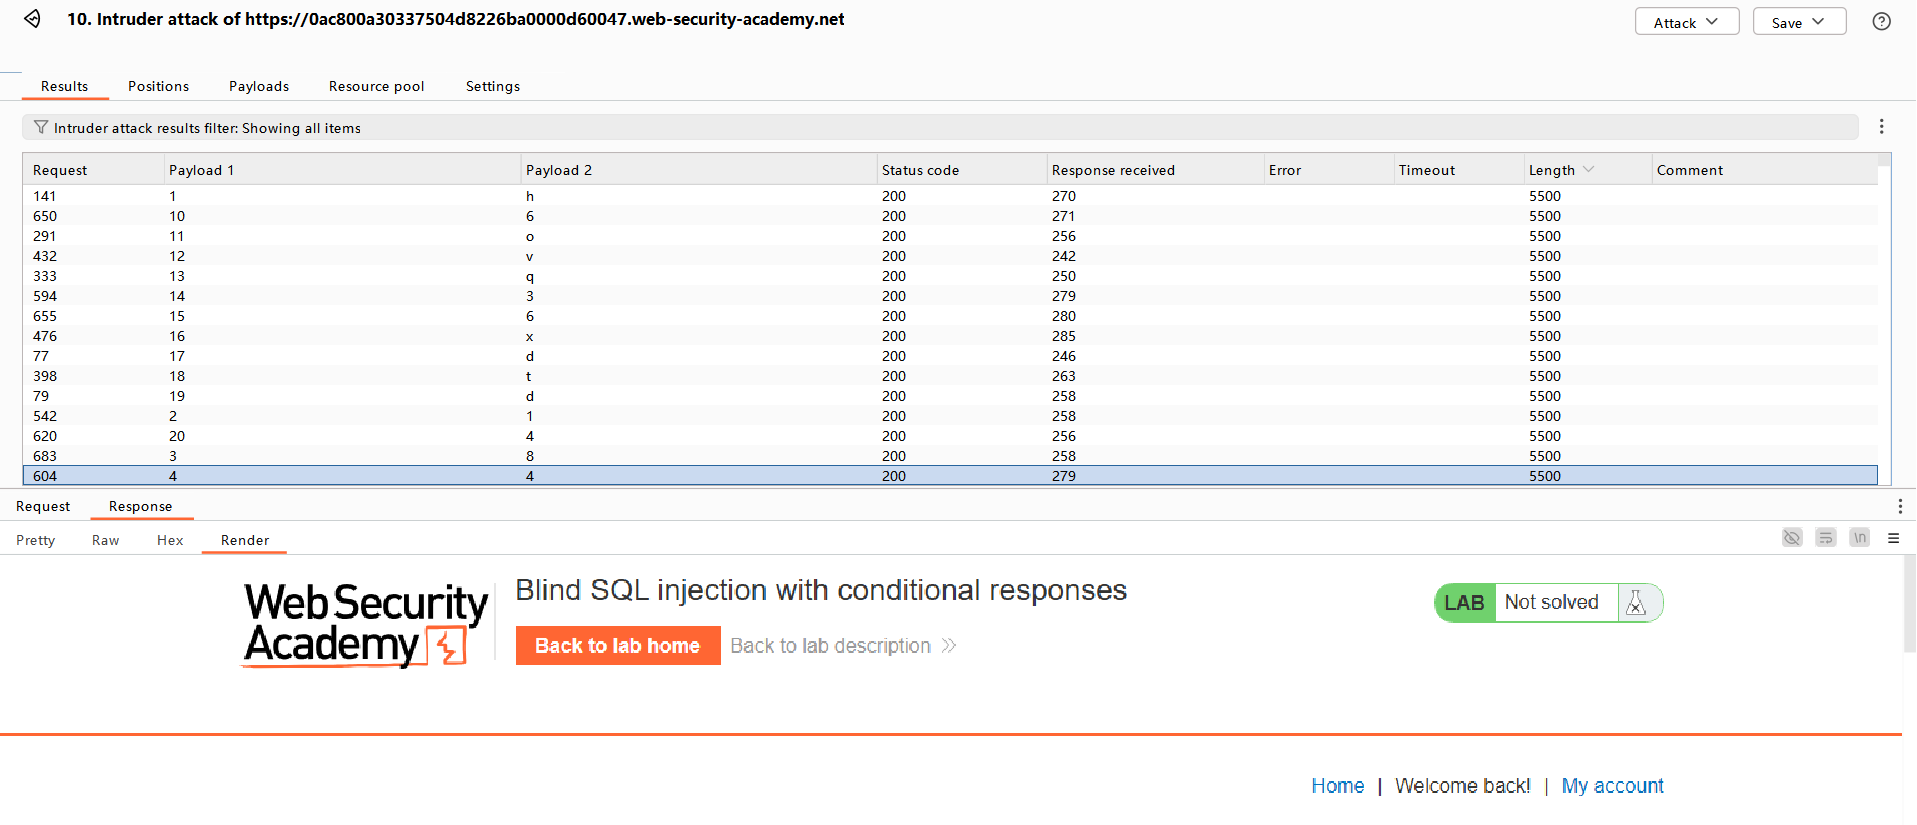 10. Intruder attack of https://0ac800a30337504d8226ba0000d60047.web-security-academy.net Attack Save
Results Positions Payloads Resource pool Settings
Intruder attack results filter: Showing all items
Request Payload 1 Payload 2 Status code Response received Error Timeout Length Comment
141 1 h 200 270 5500
650 10 6 200 271 5500
291 11 o 200 256 5500
432 12 v 200 242 5500
333 13 q 200 250 5500
594 14 3 200 279 5500
655 15 6 200 280 5500
476 16 x 200 285 5500
77 17 d 200 246 5500
398 18 t 200 263 5500
79 19 d 200 258 5500
542 2 1 200 258 5500
620 20 4 200 256 5500
683 3 8 200 258 5500
604 4 4 200 279 5500
Request Response
Pretty Raw Hex Render \n
Web Security Academy
Blind SQL injection with conditional responses
Back to lab home Back to lab description
LAB Not solved
Home | Welcome back! | My account